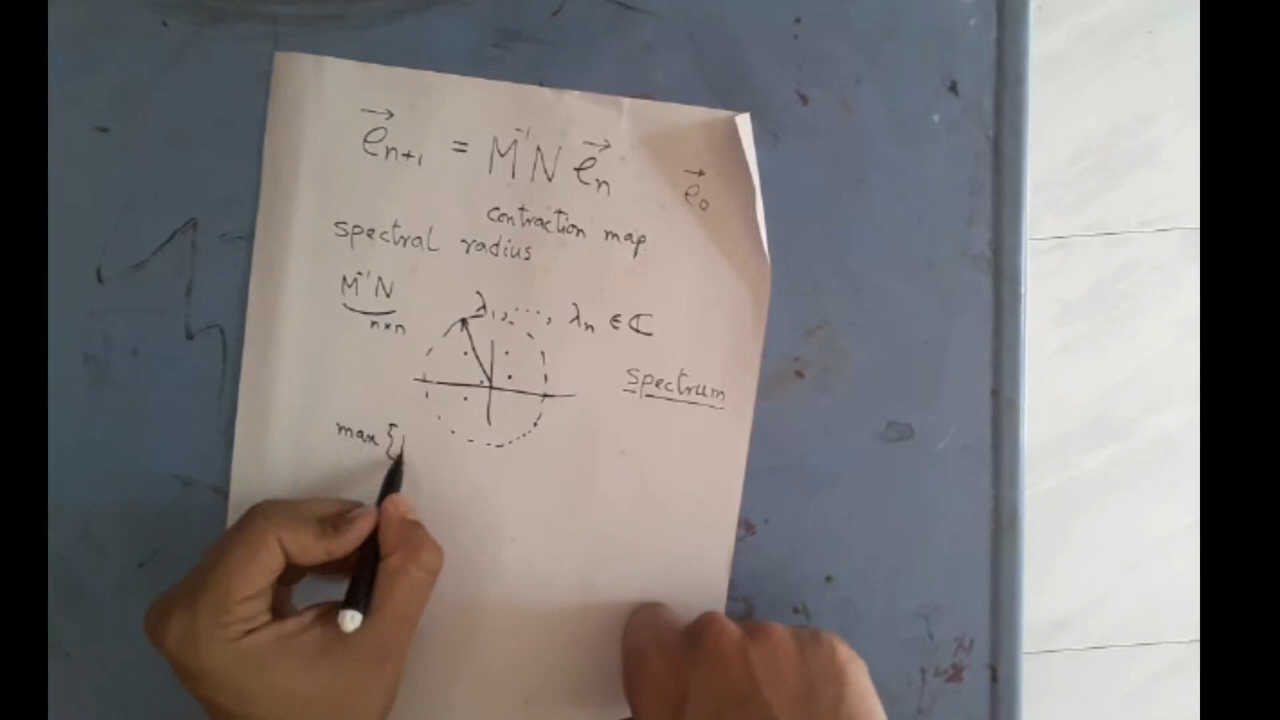 e⃗ₙ₊₁ = M⁻¹N e⃗ₙ
e⃗₀
contraction map
spectral radius
M⁻¹N
n×n
λ₁, ..., λₙ ∈ ℂ
spectrum
max {|